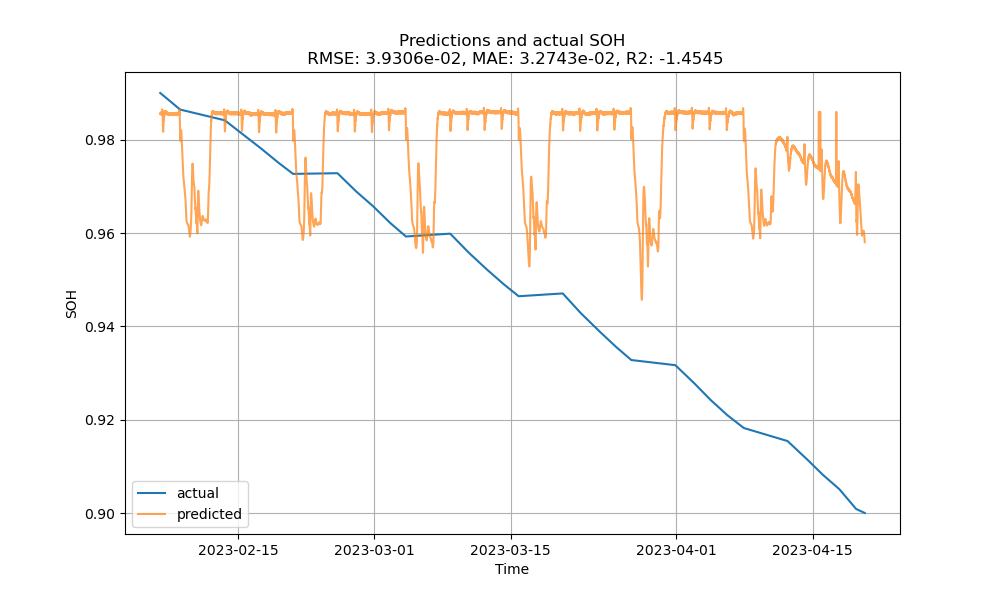 Predictions and actual SOH
RMSE: 3.9306e-02, MAE: 3.2743e-02, R2: -1.4545
SOH
0.98
0.96
0.94
0.92
0.90
actual
predicted
2023-02-15
2023-03-01
2023-03-15
2023-04-01
2023-04-15
Time